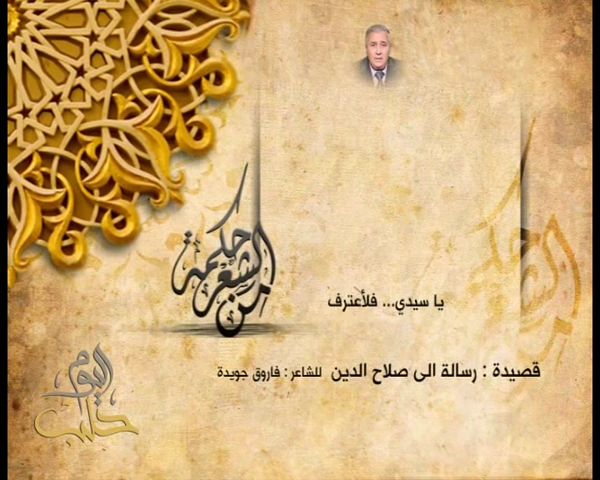 من الشعر حكمة
يا سيدي... فلأعترف
قصيدة : رسالة الى صلاح الدين للشاعر : فاروق جويدة
حلب اليوم